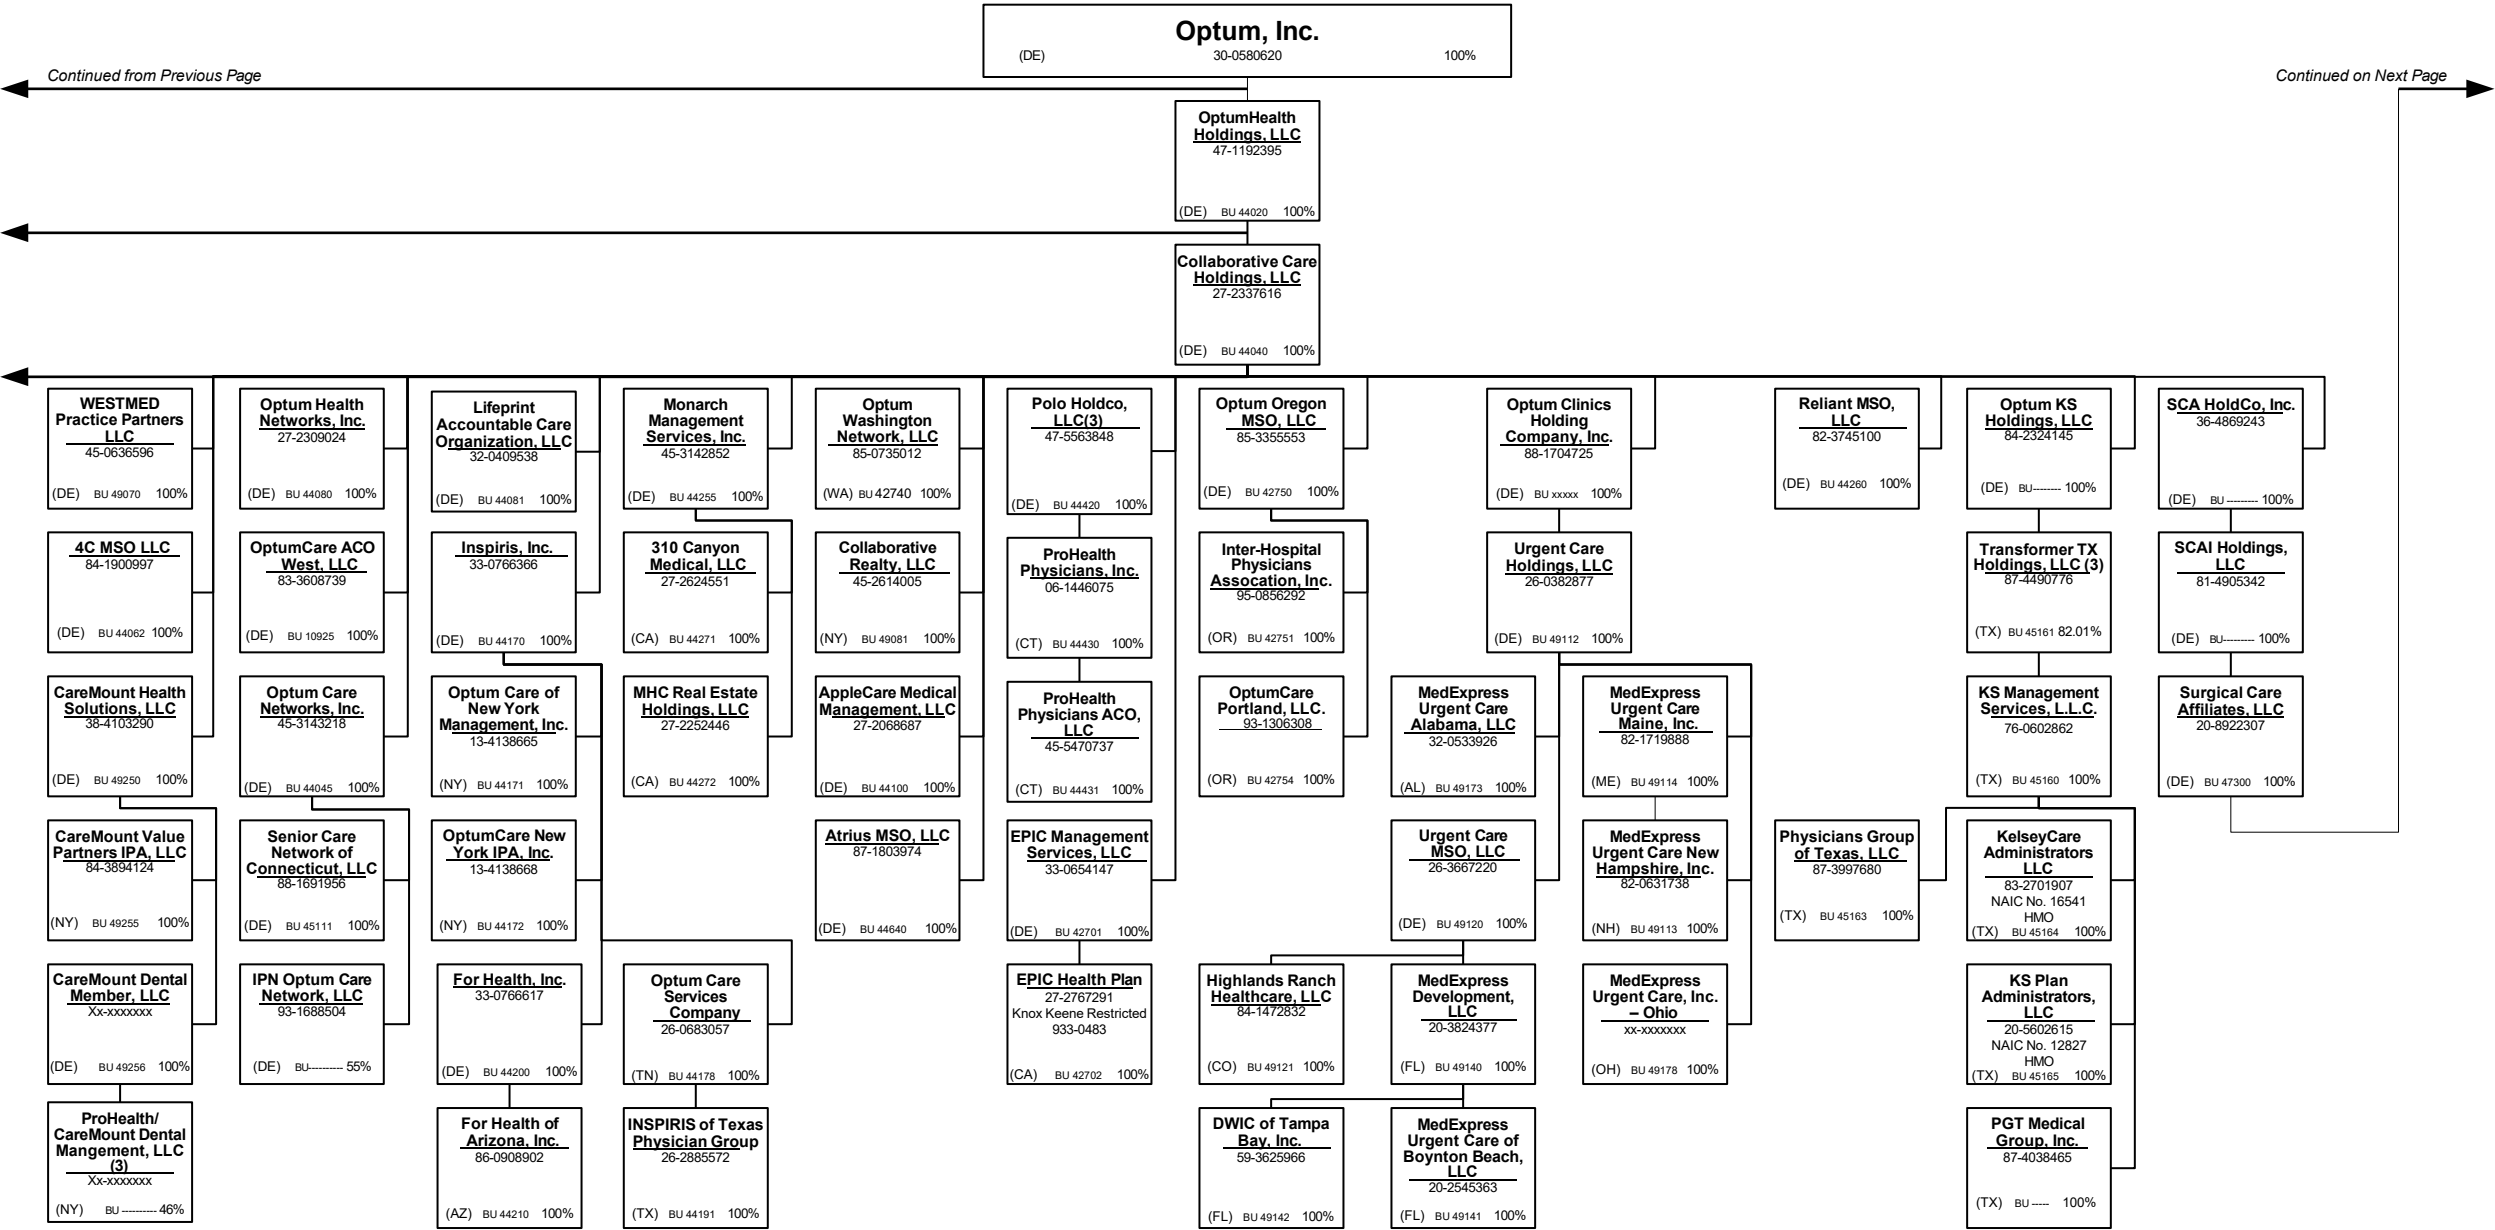 Optum, Inc.
(DE) 30-0580620 100%
Continued from Previous Page
Continued on Next Page
OptumHealth
Holdings, LLC
47-1192395
(DE) BU 44020 100%
Collaborative Care
Holdings, LLC
27-2337616
(DE) BU 44040 100%
WESTMED
Practice Partners
LLC
45-0636596
(DE) BU 49070 100%
Optum Health
Networks, Inc.
27-2309024
(DE) BU 44080 100%
Lifeprint
Accountable Care
Organization, LLC
32-0409538
(DE) BU 44081 100%
Monarch
Management
Services, Inc.
45-3142852
(DE) BU 44255 100%
Optum
Washington
Network, LLC
85-0735012
(WA) BU 42740 100%
Polo Holdco,
LLC(3)
47-5563848
(DE) BU 44420 100%
Optum Oregon
MSO, LLC
85-3355553
(DE) BU 42750 100%
Optum Clinics
Holding
Company, Inc.
88-1704725
(DE) BU xxxxx 100%
Reliant MSO,
LLC
82-3745100
(DE) BU 44260 100%
Optum KS
Holdings, LLC
84-2324145
(DE) BU-------- 100%
SCA HoldCo, Inc.
36-4869243
(DE) BU --------- 100%
4C MSO LLC
84-1900997
(DE) BU 44062 100%
OptumCare ACO
West, LLC
83-3608739
(DE) BU 10925 100%
Inspiris, Inc.
33-0766366
(DE) BU 44170 100%
310 Canyon
Medical, LLC
27-2624551
(CA) BU 44271 100%
Collaborative
Realty, LLC
45-2614005
(NY) BU 49081 100%
ProHealth
Physicians, Inc.
06-1446075
(CT) BU 44430 100%
Inter-Hospital
Physicians
Assocation, Inc.
95-0856292
(OR) BU 42751 100%
Urgent Care
Holdings, LLC
26-0382877
(DE) BU 49112 100%
Transformer TX
Holdings, LLC (3)
87-4490776
(TX) BU 45161 82.01%
SCAI Holdings,
LLC
81-4905342
(DE) BU--------- 100%
CareMount Health
Solutions, LLC
38-4103290
(DE) BU 49250 100%
Optum Care
Networks, Inc.
45-3143218
(DE) BU 44045 100%
Optum Care of
New York
Management, Inc.
13-4138665
(NY) BU 44171 100%
MHC Real Estate
Holdings, LLC
27-2252446
(CA) BU 44272 100%
AppleCare Medical
Management, LLC
27-2068687
(DE) BU 44100 100%
ProHealth
Physicians ACO,
LLC
45-5470737
(CT) BU 44431 100%
OptumCare
Portland, LLC.
93-1306308
(OR) BU 42754 100%
MedExpress
Urgent Care
Alabama, LLC
32-0533926
(AL) BU 49173 100%
MedExpress
Urgent Care
Maine, Inc.
82-1719888
(ME) BU 49114 100%
KS Management
Services, L.L.C.
76-0602862
(TX) BU 45160 100%
Surgical Care
Affiliates, LLC
20-8922307
(DE) BU 47300 100%
CareMount Value
Partners IPA, LLC
84-3894124
(NY) BU 49255 100%
Senior Care
Network of
Connecticut, LLC
88-1691956
(DE) BU 45111 100%
OptumCare New
York IPA, Inc.
13-4138668
(NY) BU 44172 100%
Atrius MSO, LLC
87-1803974
(DE) BU 44640 100%
EPIC Management
Services, LLC
33-0654147
(DE) BU 42701 100%
Urgent Care
MSO, LLC
26-3667220
(DE) BU 49120 100%
MedExpress
Urgent Care New
Hampshire, Inc.
82-0631738
(NH) BU 49113 100%
Physicians Group
of Texas, LLC
87-3997680
(TX) BU 45163 100%
KelseyCare
Administrators
LLC
83-2701907
NAIC No. 16541
HMO
(TX) BU 45164 100%
CareMount Dental
Member, LLC
Xx-xxxxxxx
(DE) BU 49256 100%
IPN Optum Care
Network, LLC
93-1688504
(DE) BU---------- 55%
For Health, Inc.
33-0766617
(DE) BU 44200 100%
Optum Care
Services
Company
26-0683057
(TN) BU 44178 100%
EPIC Health Plan
27-2767291
Knox Keene Restricted
933-0483
(CA) BU 42702 100%
Highlands Ranch
Healthcare, LLC
84-1472832
(CO) BU 49121 100%
MedExpress
Development,
LLC
20-3824377
(FL) BU 49140 100%
MedExpress
Urgent Care, Inc.
– Ohio
xx-xxxxxxx
(OH) BU 49178 100%
KS Plan
Administrators,
LLC
20-5602615
NAIC No. 12827
HMO
(TX) BU 45165 100%
ProHealth/
CareMount Dental
Mangement, LLC
(3)
Xx-xxxxxxx
(NY) BU ---------- 46%
For Health of
Arizona, Inc.
86-0908902
(AZ) BU 44210 100%
INSPIRIS of Texas
Physician Group
26-2885572
(TX) BU 44191 100%
DWIC of Tampa
Bay, Inc.
59-3625966
(FL) BU 49142 100%
MedExpress
Urgent Care of
Boynton Beach,
LLC
20-2545363
(FL) BU 49141 100%
PGT Medical
Group, Inc.
87-4038465
(TX) BU ----- 100%